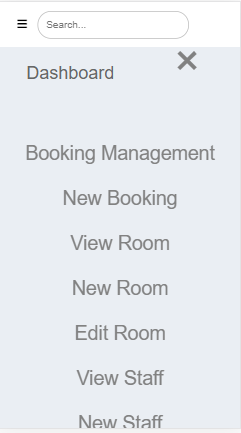 Search...
Dashboard
Booking Management
New Booking
View Room
New Room
Edit Room
View Staff
New Staff